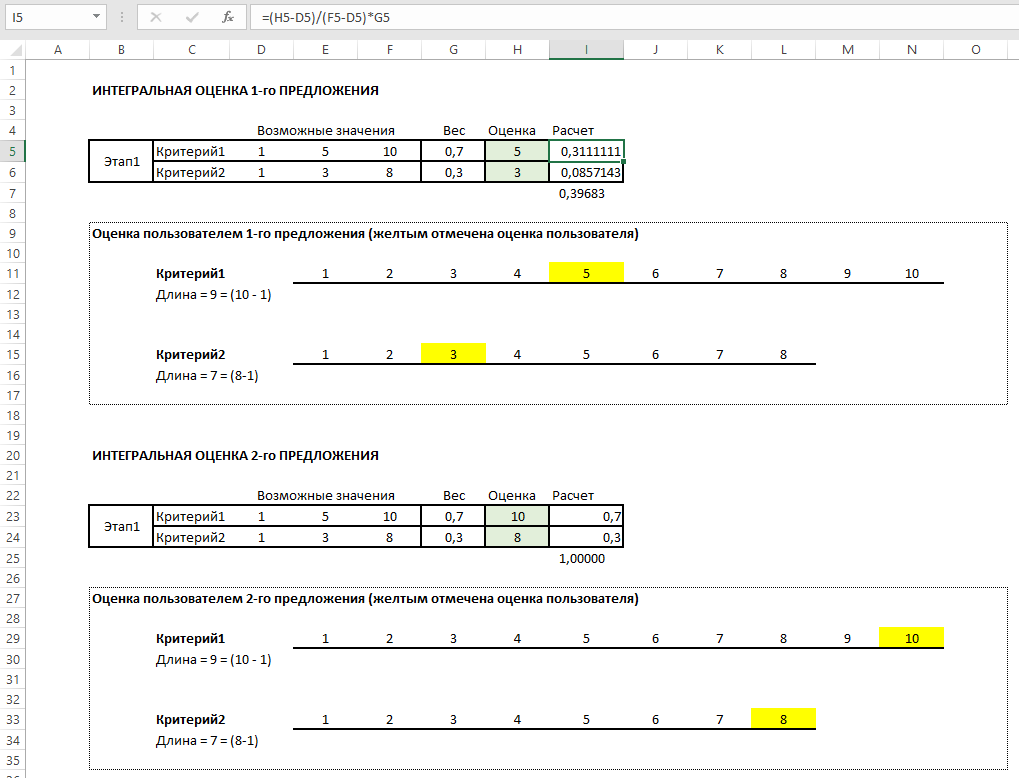 I5 fx =(H5-D5)/(F5-D5)*G5
A B C D E F G H I J K L M N O
1
2 ИНТЕГРАЛЬНАЯ ОЦЕНКА 1-го ПРЕДЛОЖЕНИЯ
3
4 Возможные значения Вес Оценка Расчет
5 Этап1 Критерий1 1 5 10 0,7 5 0,3111111
6 Критерий2 1 3 8 0,3 3 0,0857143
7 0,39683
8
9 Оценка пользователем 1-го предложения (желтым отмечена оценка пользователя)
10
11 Критерий1 1 2 3 4 5 6 7 8 9 10
12 Длина = 9 = (10 - 1)
13
14
15 Критерий2 1 2 3 4 5 6 7 8
16 Длина = 7 = (8-1)
17
18
19
20 ИНТЕГРАЛЬНАЯ ОЦЕНКА 2-го ПРЕДЛОЖЕНИЯ
21
22 Возможные значения Вес Оценка Расчет
23 Этап1 Критерий1 1 5 10 0,7 10 0,7
24 Критерий2 1 3 8 0,3 8 0,3
25 1,00000
26
27 Оценка пользователем 2-го предложения (желтым отмечена оценка пользователя)
28
29 Критерий1 1 2 3 4 5 6 7 8 9 10
30 Длина = 9 = (10 - 1)
31
32
33 Критерий2 1 2 3 4 5 6 7 8
34 Длина = 7 = (8-1)
35